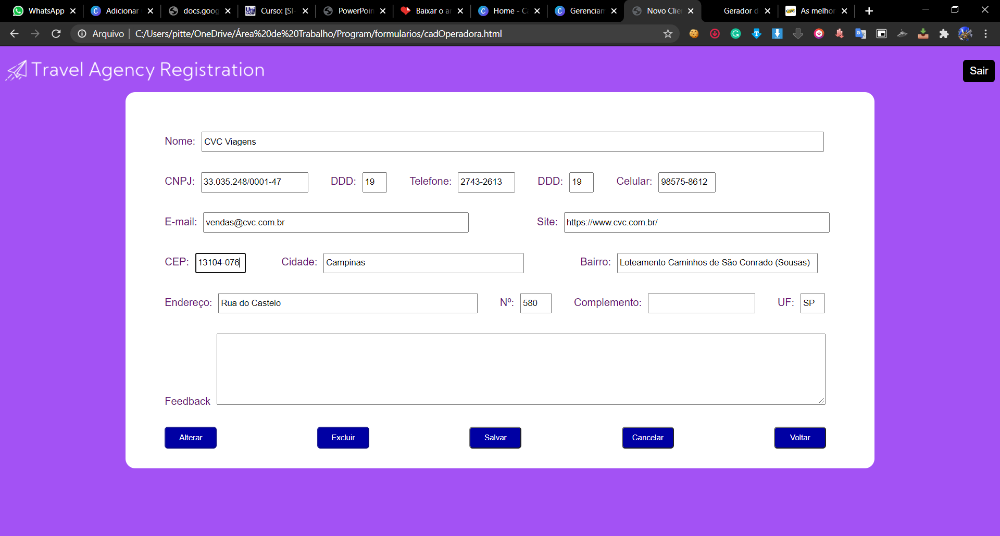 WhatsApp Adicionar docs.goog Curso: [SI- PowerPoin Baixar o ar Home - Ca Gerenciam Novo Clie Gerador d As melhor
Arquivo C:/Users/pitte/OneDrive/Área%20de%20Trabalho/Program/formularios/cadOperadora.html
Travel Agency Registration
Sair
Nome: CVC Viagens
CNPJ: 33.035.248/0001-47 DDD: 19 Telefone: 2743-2613 DDD: 19 Celular: 98575-8612
E-mail: vendas@cvc.com.br Site: https://www.cvc.com.br/
CEP: 13104-076 Cidade: Campinas Bairro: Loteamento Caminhos de São Conrado (Sousas)
Endereço: Rua do Castelo Nº: 580 Complemento: UF: SP
Feedback
Alterar Excluir Salvar Cancelar Voltar